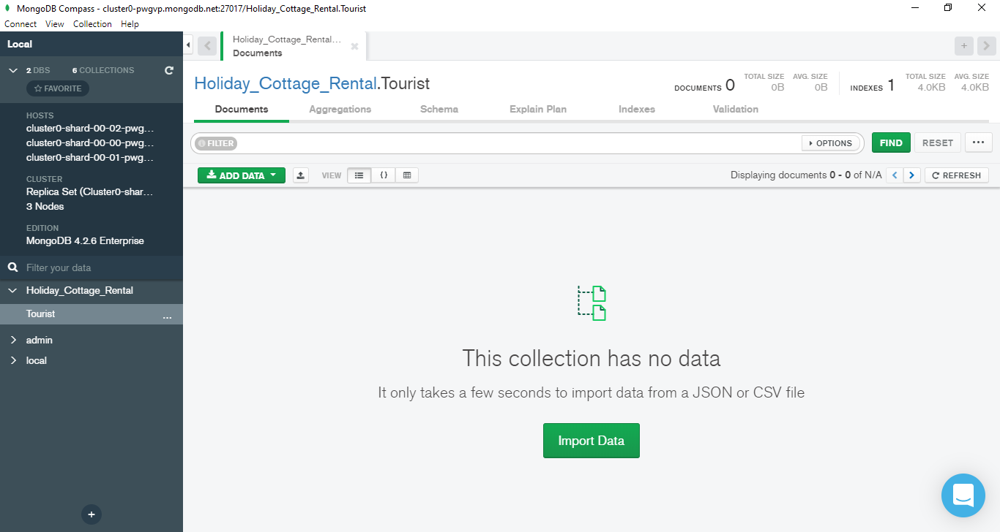 MongoDB Compass - cluster0-pwgvp.mongodb.net:27017/Holiday_Cottage_Rental.Tourist
Connect View Collection Help
Local
2 DBS 6 COLLECTIONS
FAVORITE
HOSTS
cluster0-shard-00-02-pwg...
cluster0-shard-00-00-pwg...
cluster0-shard-00-01-pwg...
CLUSTER
Replica Set (Cluster0-shar...
3 Nodes
EDITION
MongoDB 4.2.6 Enterprise
Filter your data
Holiday_Cottage_Rental
Tourist
...
admin
local
+
Holiday_Cottage_Rental...
Documents
+
Holiday_Cottage_Rental.Tourist
DOCUMENTS 0
TOTAL SIZE AVG. SIZE
0B 0B
INDEXES 1
TOTAL SIZE AVG. SIZE
4.0KB 4.0KB
Documents Aggregations Schema Explain Plan Indexes Validation
FILTER OPTIONS FIND RESET ...
ADD DATA VIEW {} Displaying documents 0 - 0 of N/A < > REFRESH
This collection has no data
It only takes a few seconds to import data from a JSON or CSV file
Import Data